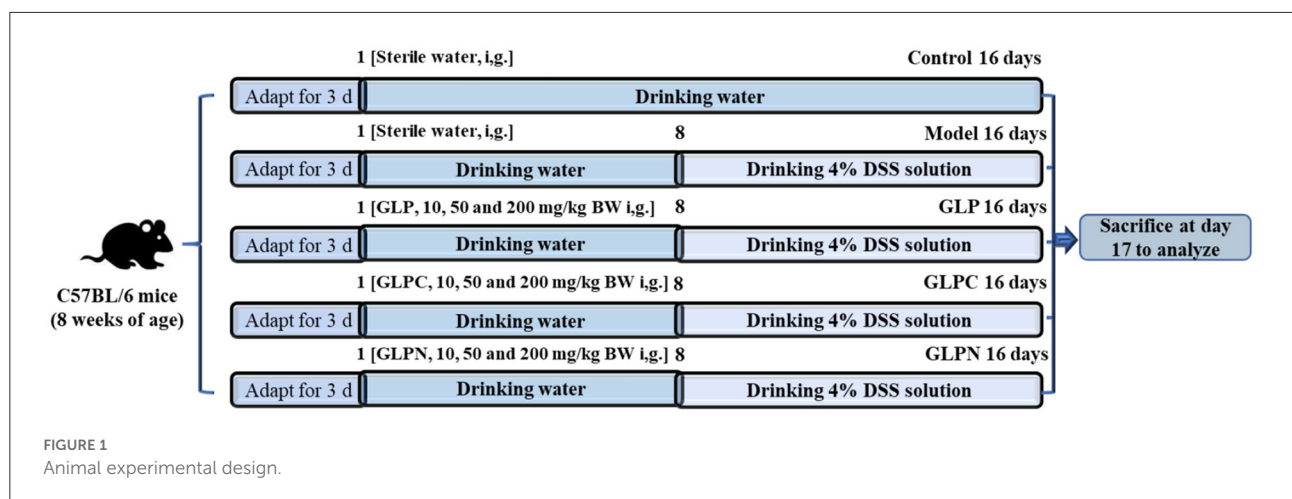 1 [Sterile water, i,g.] Control 16 days
Adapt for 3 d Drinking water
1 [Sterile water, i,g.] 8 Model 16 days
Adapt for 3 d Drinking water Drinking 4% DSS solution
1 [GLP, 10, 50 and 200 mg/kg BW i,g.] 8 GLP 16 days
Adapt for 3 d Drinking water Drinking 4% DSS solution
1 [GLPC, 10, 50 and 200 mg/kg BW i,g.] 8 GLPC 16 days
Adapt for 3 d Drinking water Drinking 4% DSS solution
1 [GLPN, 10, 50 and 200 mg/kg BW i,g.] 8 GLPN 16 days
Adapt for 3 d Drinking water Drinking 4% DSS solution
C57BL/6 mice
(8 weeks of age)
Sacrifice at day
17 to analyze
FIGURE 1
Animal experimental design.